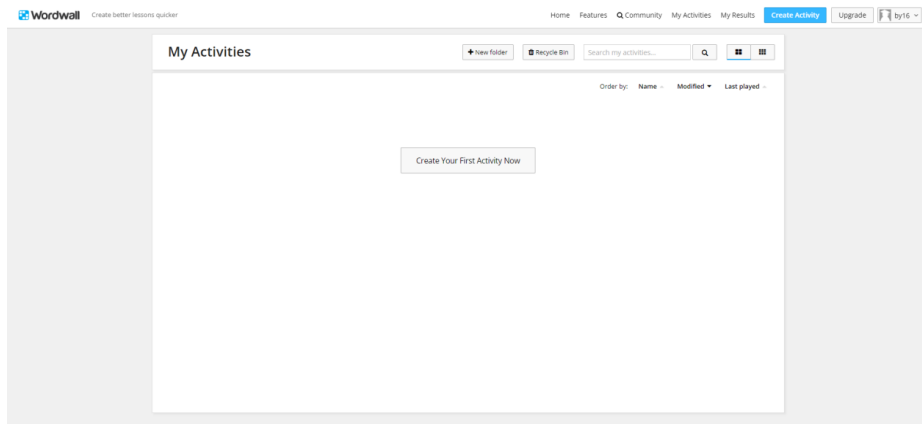 Wordwall Create better lessons quicker Home Features Community My Activities My Results Create Activity Upgrade by16
My Activities New folder Recycle Bin Search my activities...
Order by: Name Modified Last played
Create Your First Activity Now